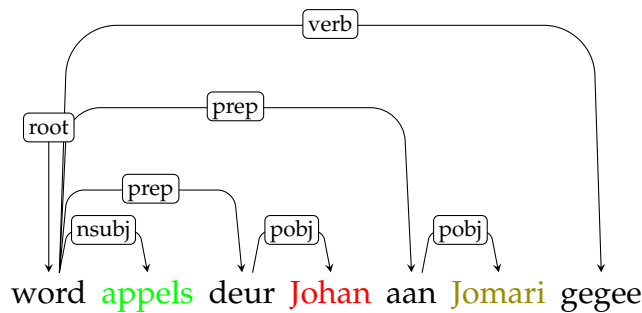 verb
root
prep
prep
nsubj
pobj
pobj
word appels deur Johan aan Jomari gegee